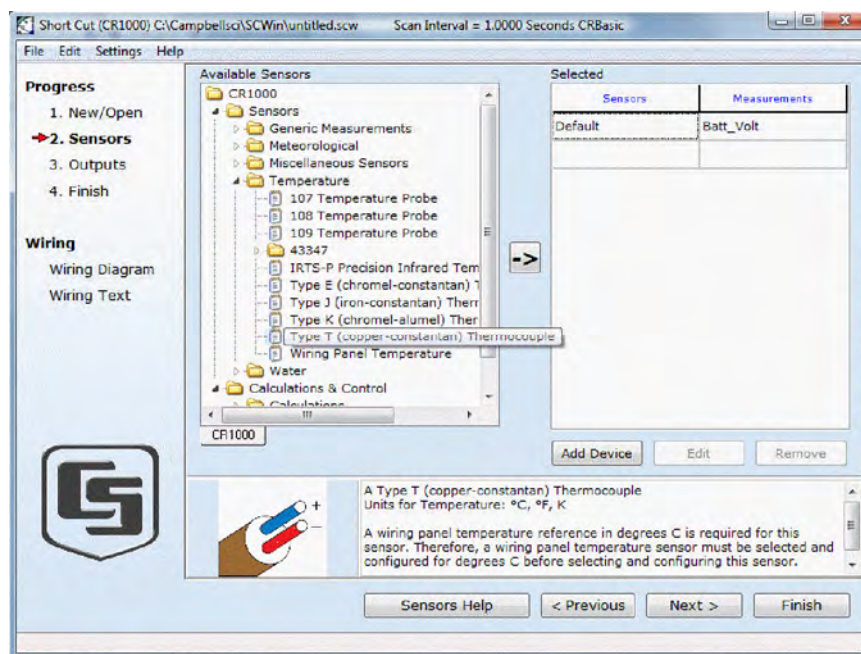 Short Cut (CR1000) C:\Campbellsci\SCWin\untitled.scw Scan Interval = 1.0000 Seconds CRBasic
File Edit Settings Help
Progress
1. New/Open
2. Sensors
3. Outputs
4. Finish
Wiring
Wiring Diagram
Wiring Text
Available Sensors
CR1000
Sensors
Generic Measurements
Meteorological
Miscellaneous Sensors
Temperature
107 Temperature Probe
108 Temperature Probe
109 Temperature Probe
43347
IRTS-P Precision Infrared Tem
Type E (chromel-constantan) T
Type J (iron-constantan) Therr
Type K (chromel-alumel) Ther
Type T (copper-constantan) Thermocouple
Wiring Panel Temperature
Water
Calculations & Control
Calculations
CR1000
->
Selected
Sensors Measurements
Default Batt_Volt
Add Device Edit Remove
CS
+
−
A Type T (copper-constantan) Thermocouple
Units for Temperature: °C, °F, K
A wiring panel temperature reference in degrees C is required for this
sensor. Therefore, a wiring panel temperature sensor must be selected and
configured for degrees C before selecting and configuring this sensor.
Sensors Help < Previous Next > Finish